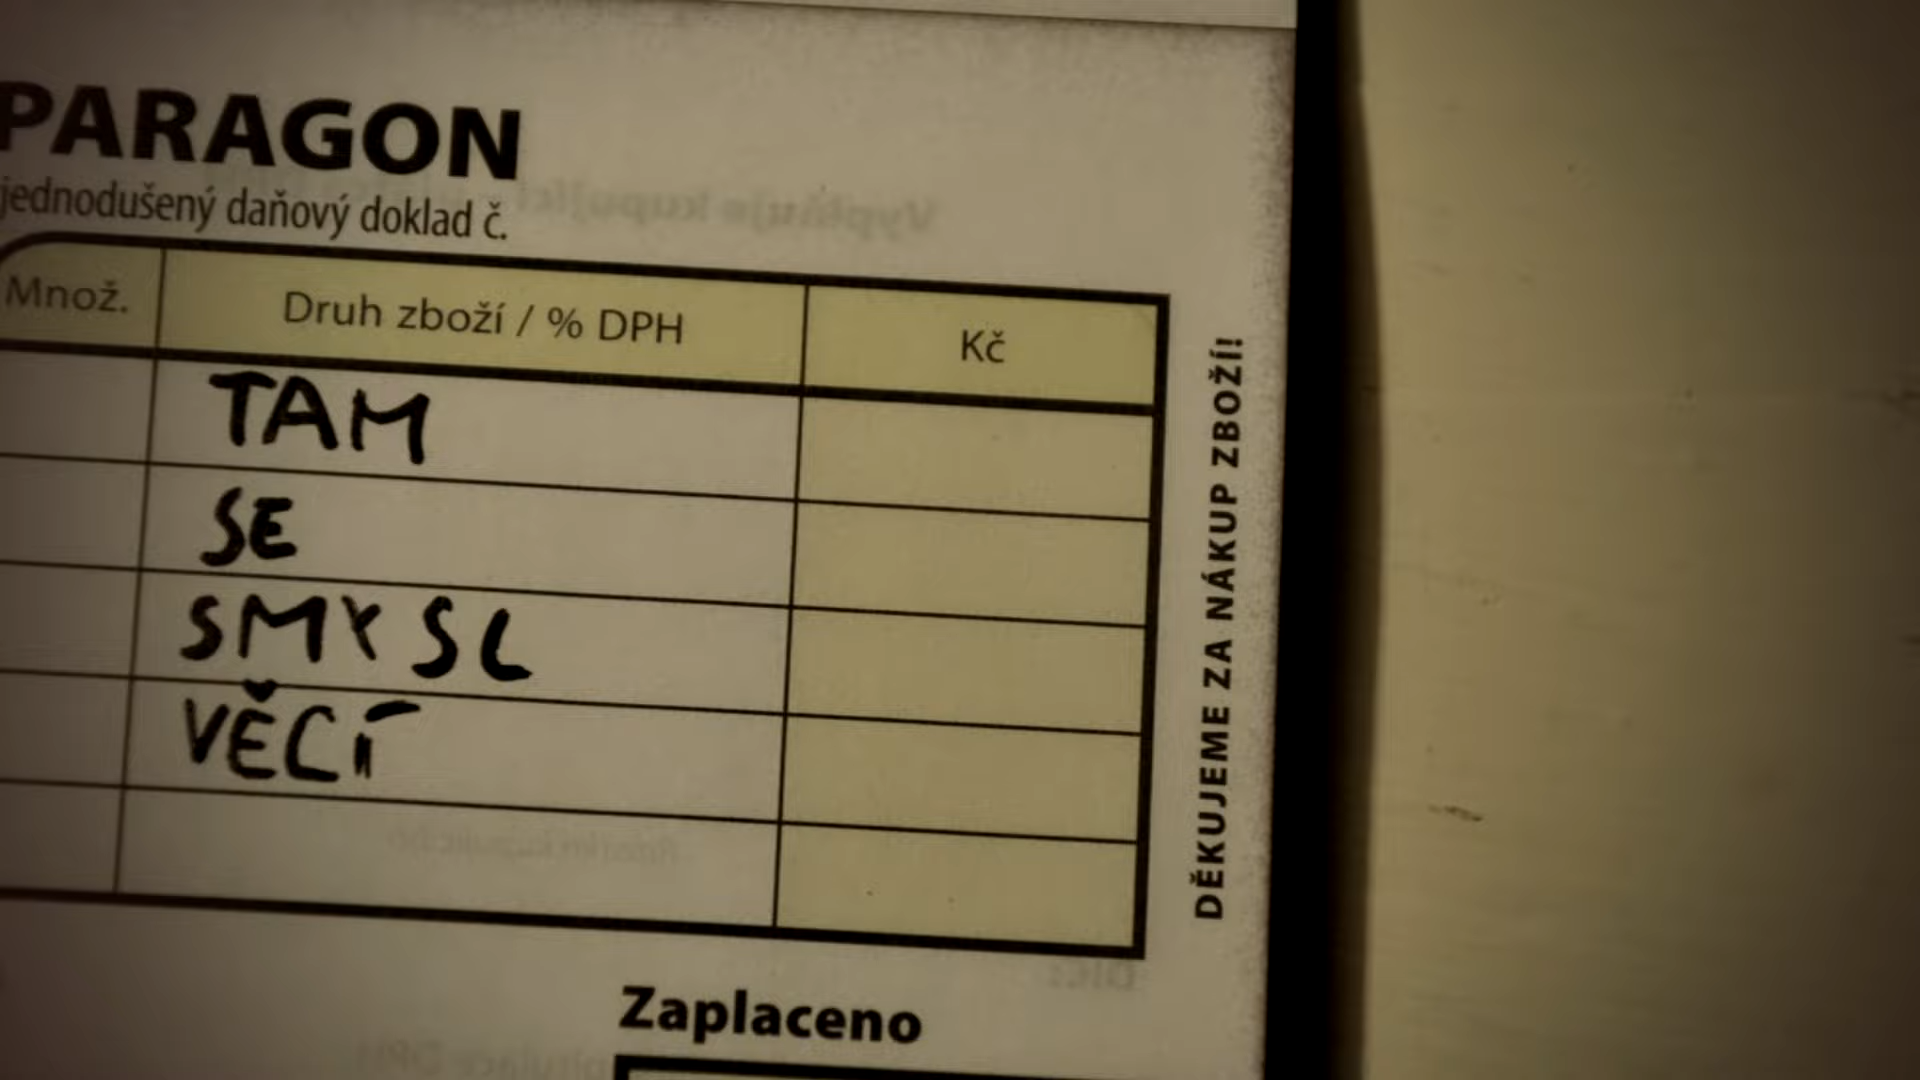 PARAGON
jednodušený daňový doklad č.
Množ.
Druh zboží / % DPH
Kč
TAM
SE
SMYSL
VĚCÍ
DĚKUJEME ZA NÁKUP ZBOŽÍ!
Zaplaceno